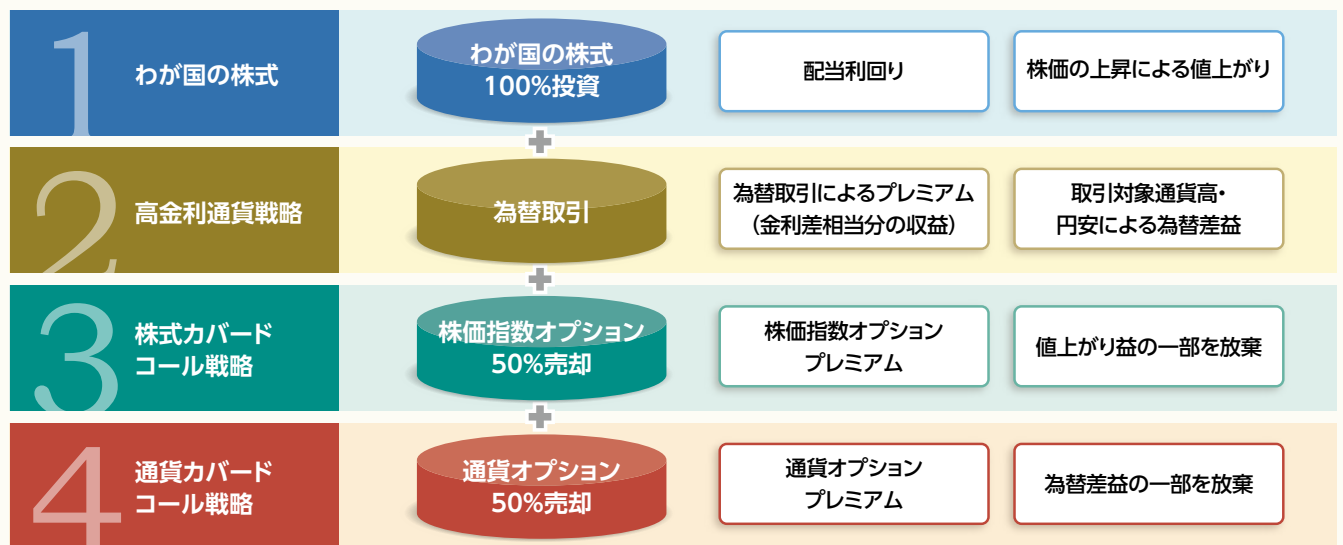 1
わが国の株式
わが国の株式
100%投資
配当利回り
株価の上昇による値上がり
+
2
高金利通貨戦略
為替取引
為替取引によるプレミアム
(金利差相当分の収益)
取引対象通貨高・
円安による為替差益
+
3
株式カバード
コール戦略
株価指数オプション
50%売却
株価指数オプション
プレミアム
値上がり益の一部を放棄
+
4
通貨カバード
コール戦略
通貨オプション
50%売却
通貨オプション
プレミアム
為替差益の一部を放棄